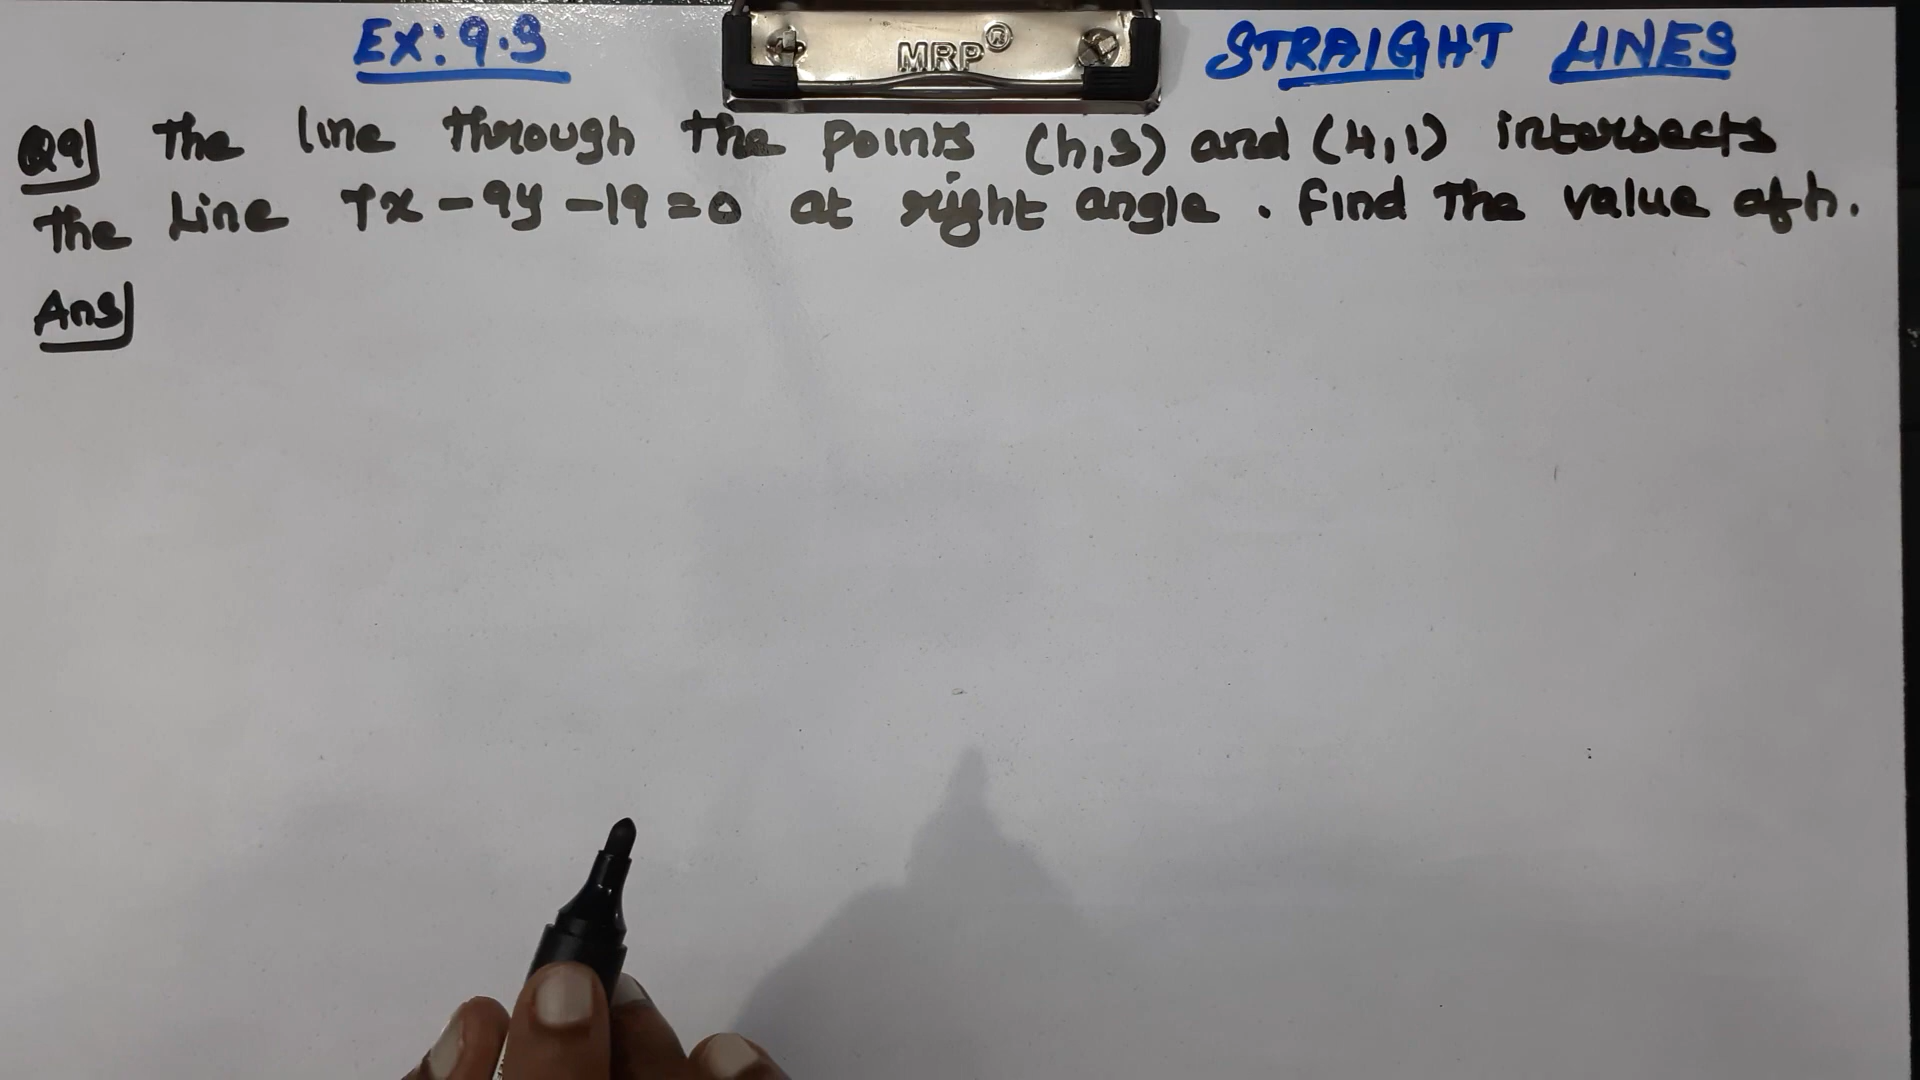 EX: 9.3
MRP®
STRAIGHT LINES
Q9] The line through the points (h,3) and (4,1) intersects
the Line 7x - 9y - 19 = 0 at right angle. Find The value of h.
Ans]